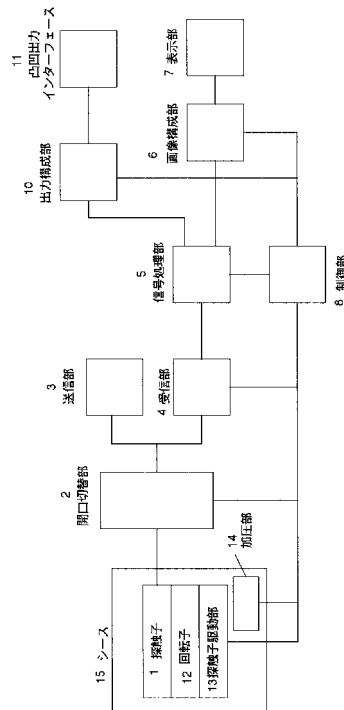 15 シース
1 探触子
12 回転子
13探触子駆動部
14
加圧部
2
開口切替部
3
送信部
4 受信部
5
信号処理部
8 制御部
10
出力構成部
6
画像構成部
11
凸凹出力
インターフェース
7 表示部